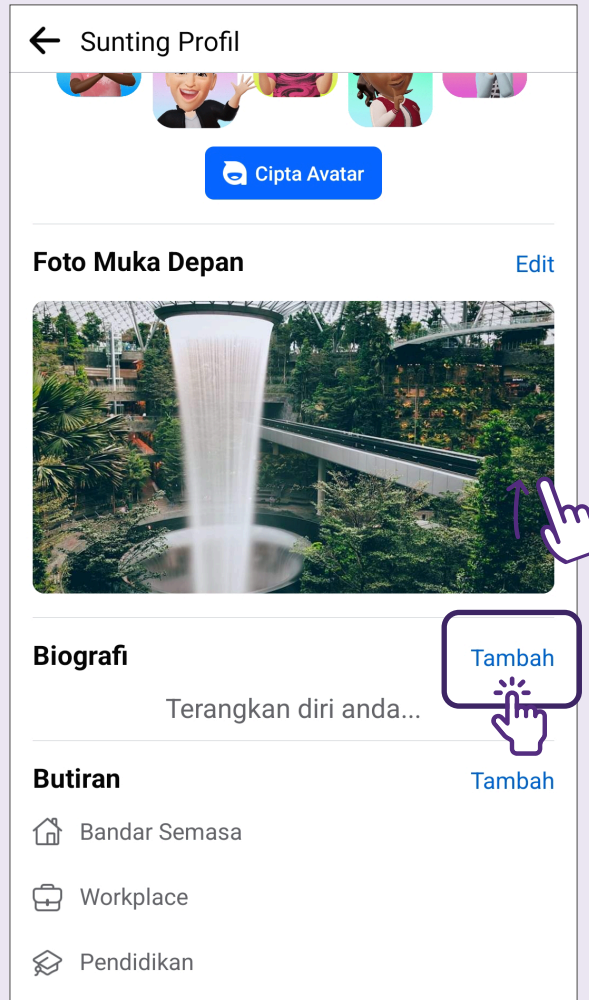 Sunting Profil
Cipta Avatar
Foto Muka Depan
Edit
Biografi
Tambah
Terangkan diri anda...
Butiran
Tambah
Bandar Semasa
Workplace
Pendidikan